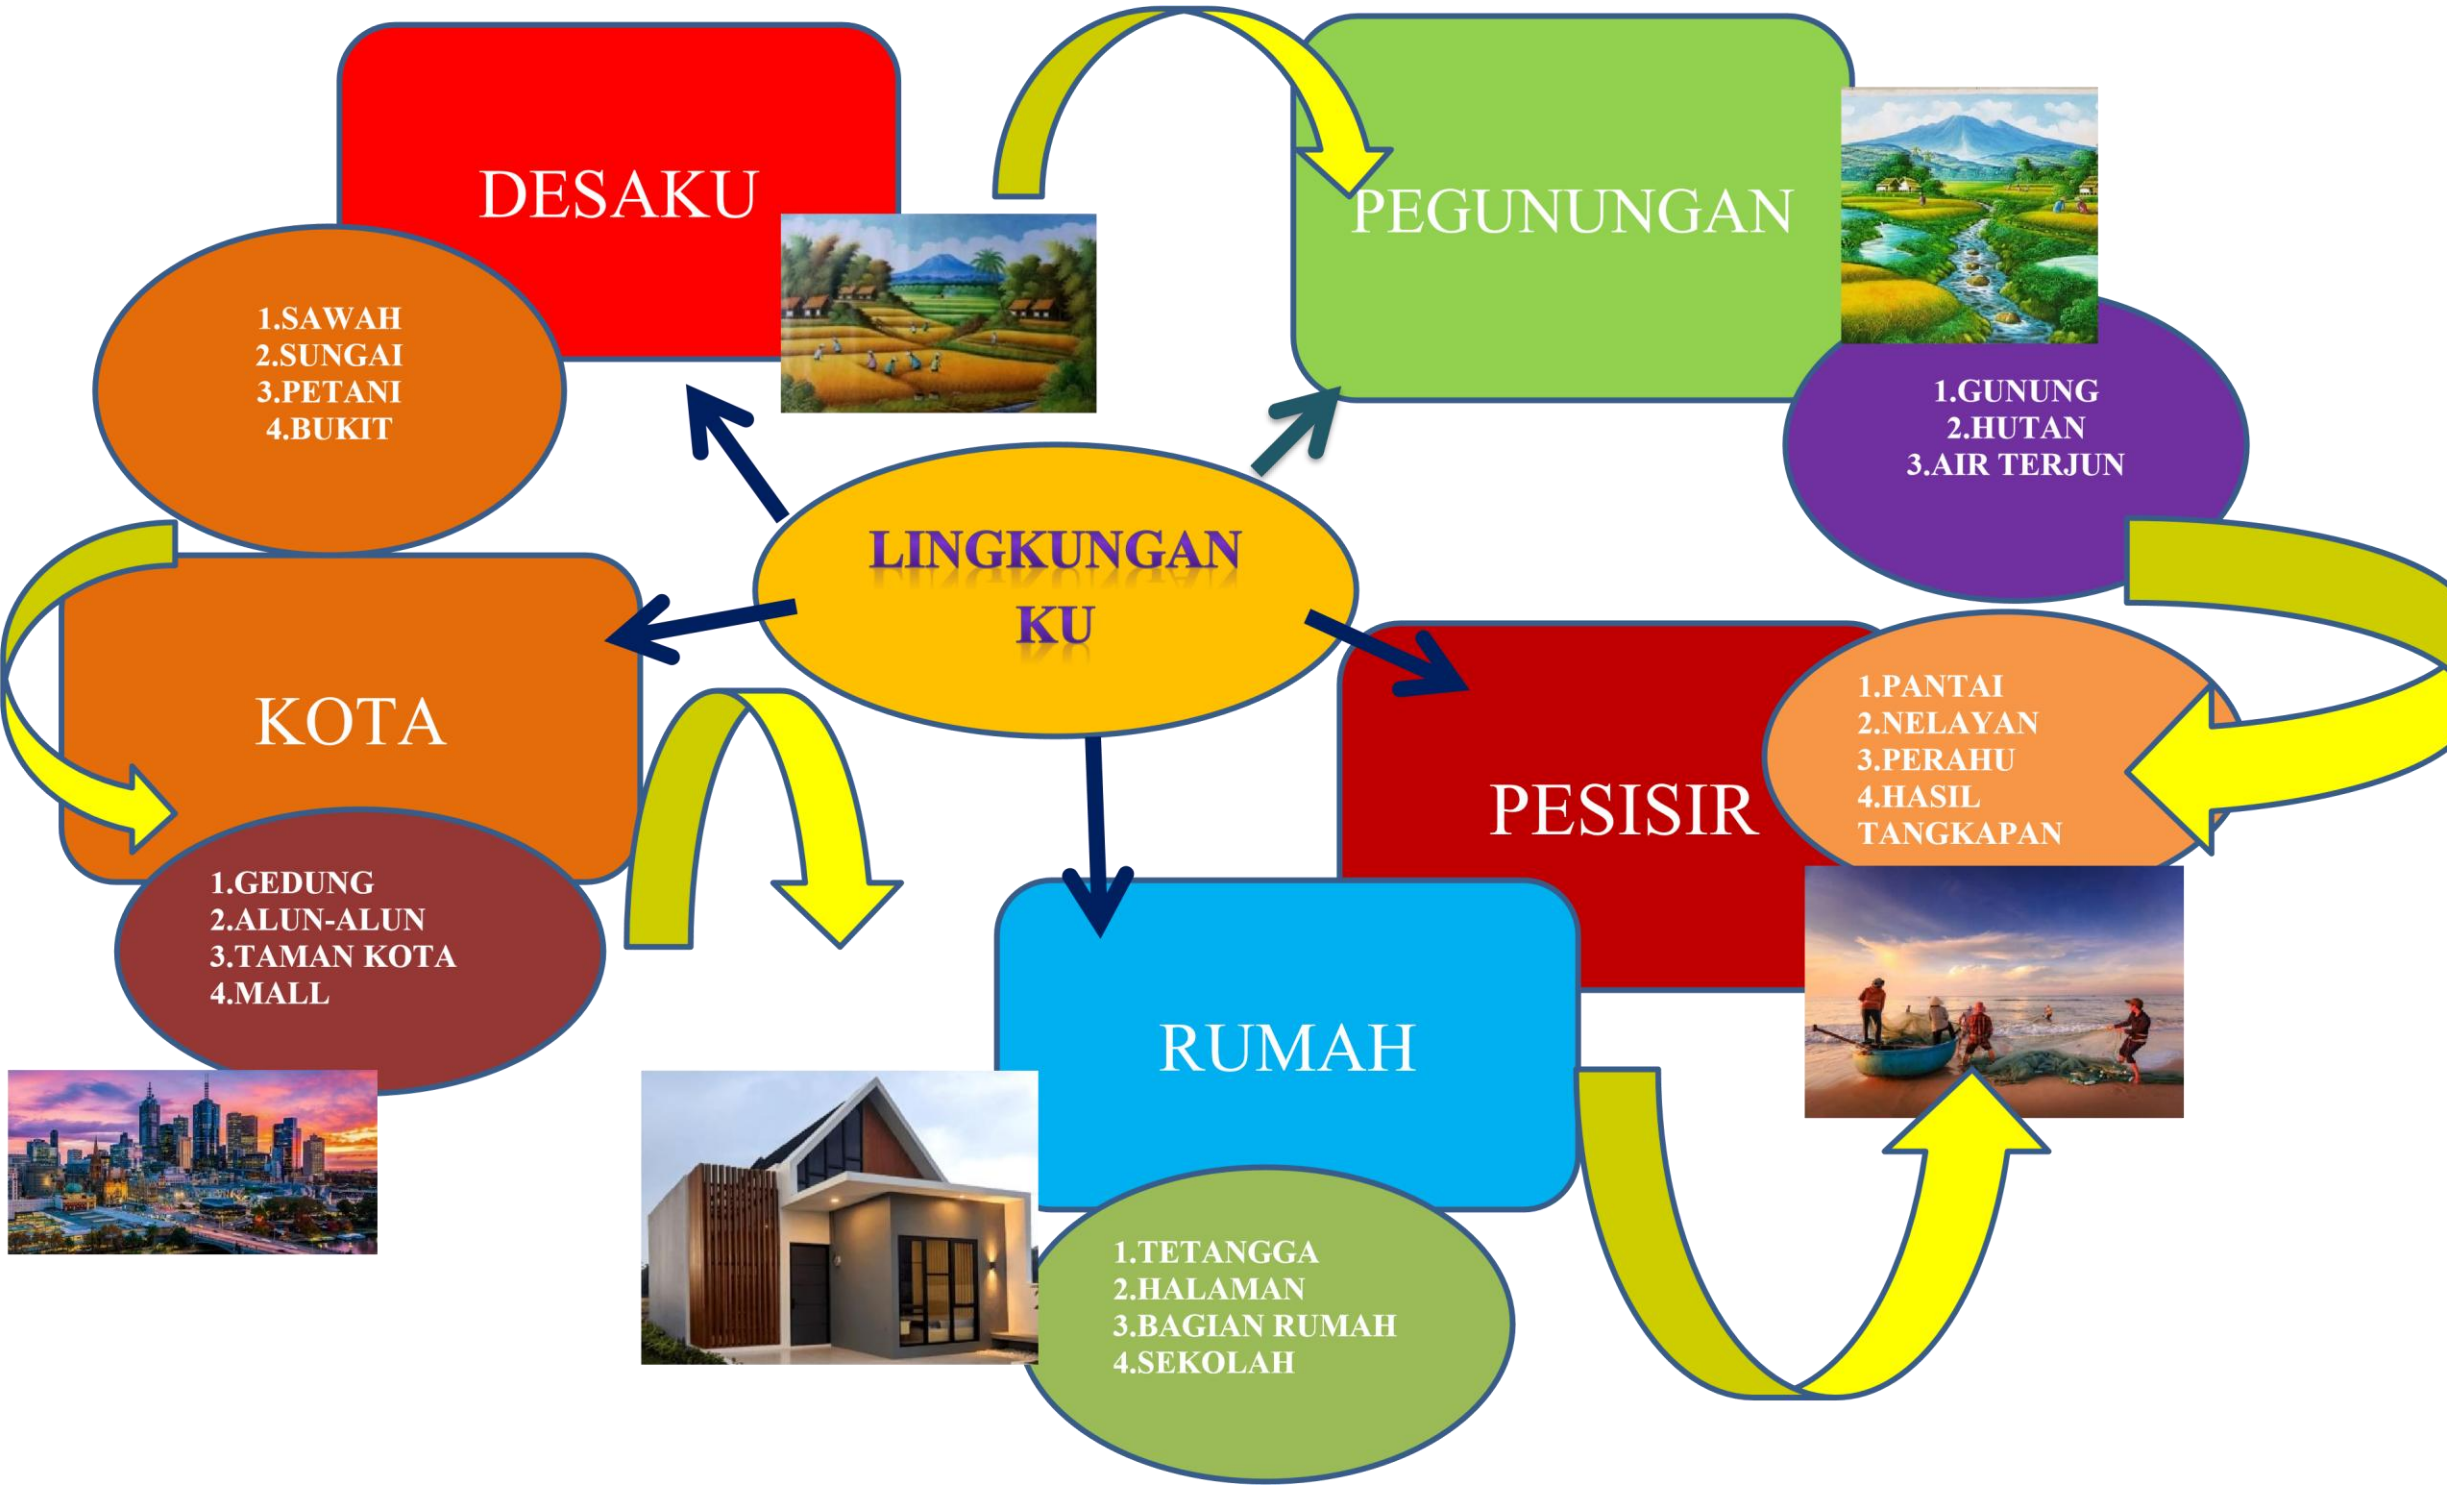 DESAKU
1.SAWAH
2.SUNGAI
3.PETANI
4.BUKIT
PEGUNUNGAN
1.GUNUNG
2.HUTAN
3.AIR TERJUN
LINGKUNGAN
KU
KOTA
1.GEDUNG
2.ALUN-ALUN
3.TAMAN KOTA
4.MALL
PESISIR
1.PANTAI
2.NELAYAN
3.PERAHU
4.HASIL
TANGKAPAN
RUMAH
1.TETANGGA
2.HALAMAN
3.BAGIAN RUMAH
4.SEKOLAH